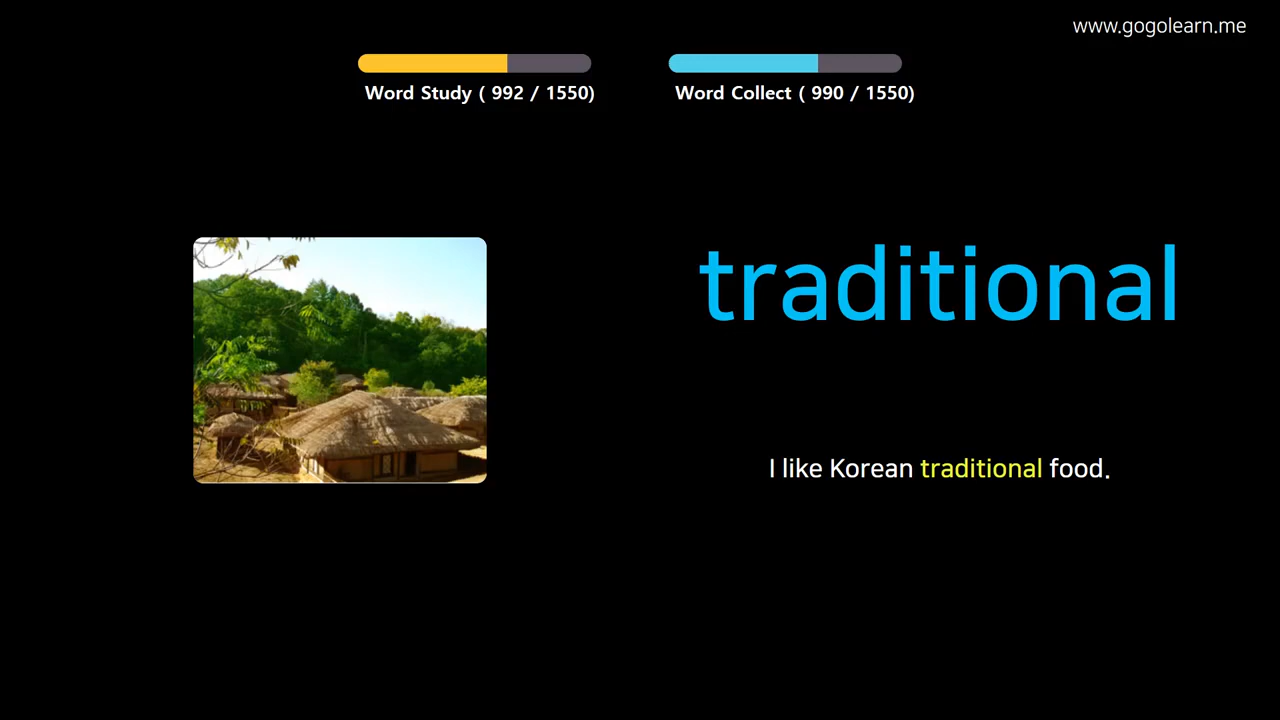 www.gogolearn.me
Word Study ( 992 / 1550)
Word Collect ( 990 / 1550)
traditional
I like Korean traditional food.